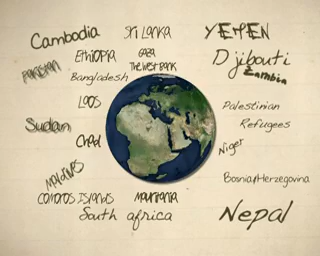 Cambodia
Sri Lanka
YEMEN
Pakistan
Ethiopia
Gaza
The West Bank
Djibouti
Zambia
Bangladesh
Laos
Palestinian
Refugees
Sudan
Chad
Niger
Maldives
Bosnia/Herzegovina
Comoros Islands
Mauritania
South africa
Nepal